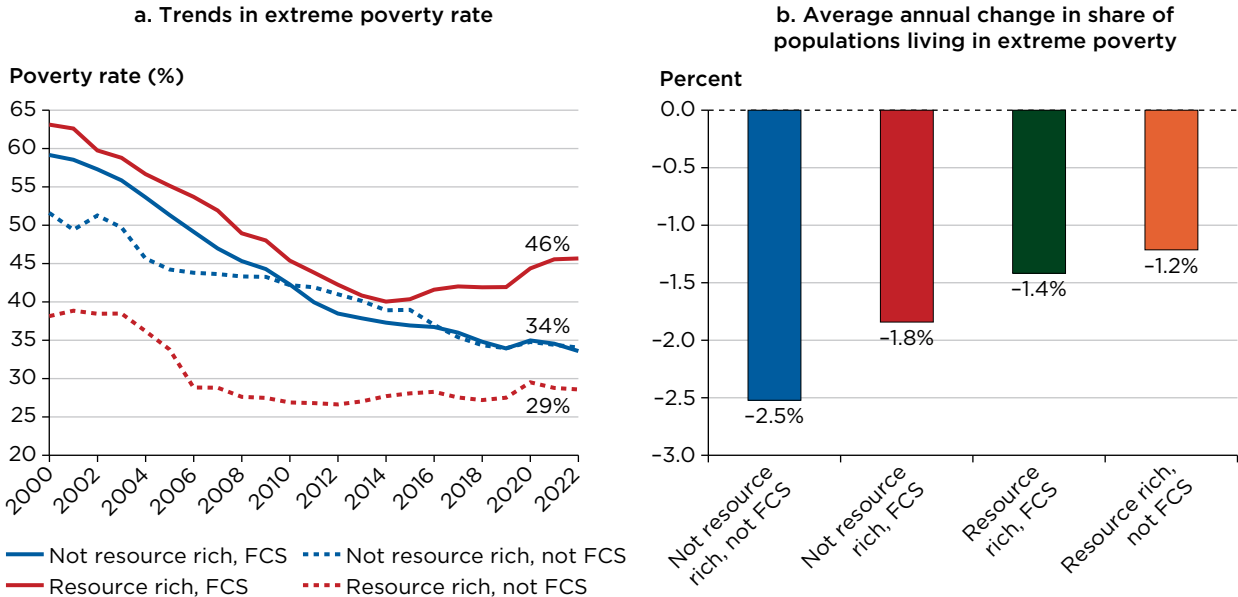 a. Trends in extreme poverty rate
Poverty rate (%)
65
60
55
50
45
40
35
30
25
20
46%
34%
29%
2000
2002
2004
2006
2008
2010
2012
2014
2016
2018
2020
2022
Not resource rich, FCS
Not resource rich, not FCS
Resource rich, FCS
Resource rich, not FCS
b. Average annual change in share of
populations living in extreme poverty
Percent
0.0
–0.5
–1.0
–1.5
–2.0
–2.5
–3.0
–2.5%
–1.8%
–1.4%
–1.2%
Not resource
rich, not FCS
Not resource
rich, FCS
Resource
rich, FCS
Resource rich,
not FCS